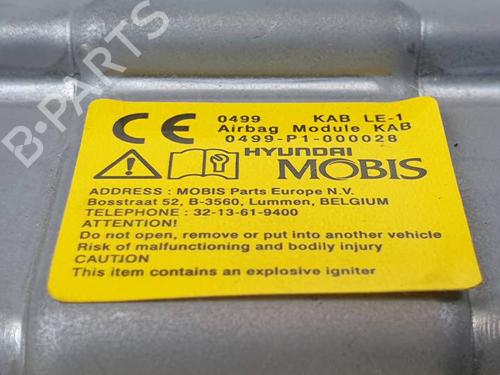 CE 0499 KAB LE-1
Airbag Module KAB
0499-P1-000028
HYUNDAI
MOBIS
ADDRESS : MOBIS Parts Europe N.V.
Bosstraat 52, B-3560, Lummen, BELGIUM
TELEPHONE : 32-13-61-9400
ATTENTION!
Do not open, remove or put into another vehicle
Risk of malfunctioning and bodily injury
CAUTION
This item contains an explosive igniter
B-PARTS